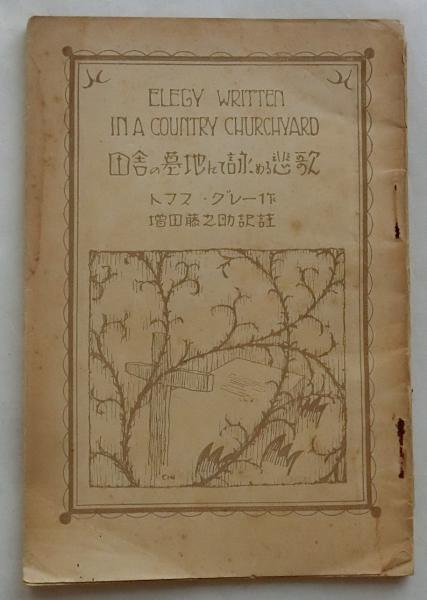 ELEGY WRITTEN
IN A COUNTRY CHURCHYARD
田舎の墓地にて詠める悲歌
トマス・グレー作
増田藤之助訳註